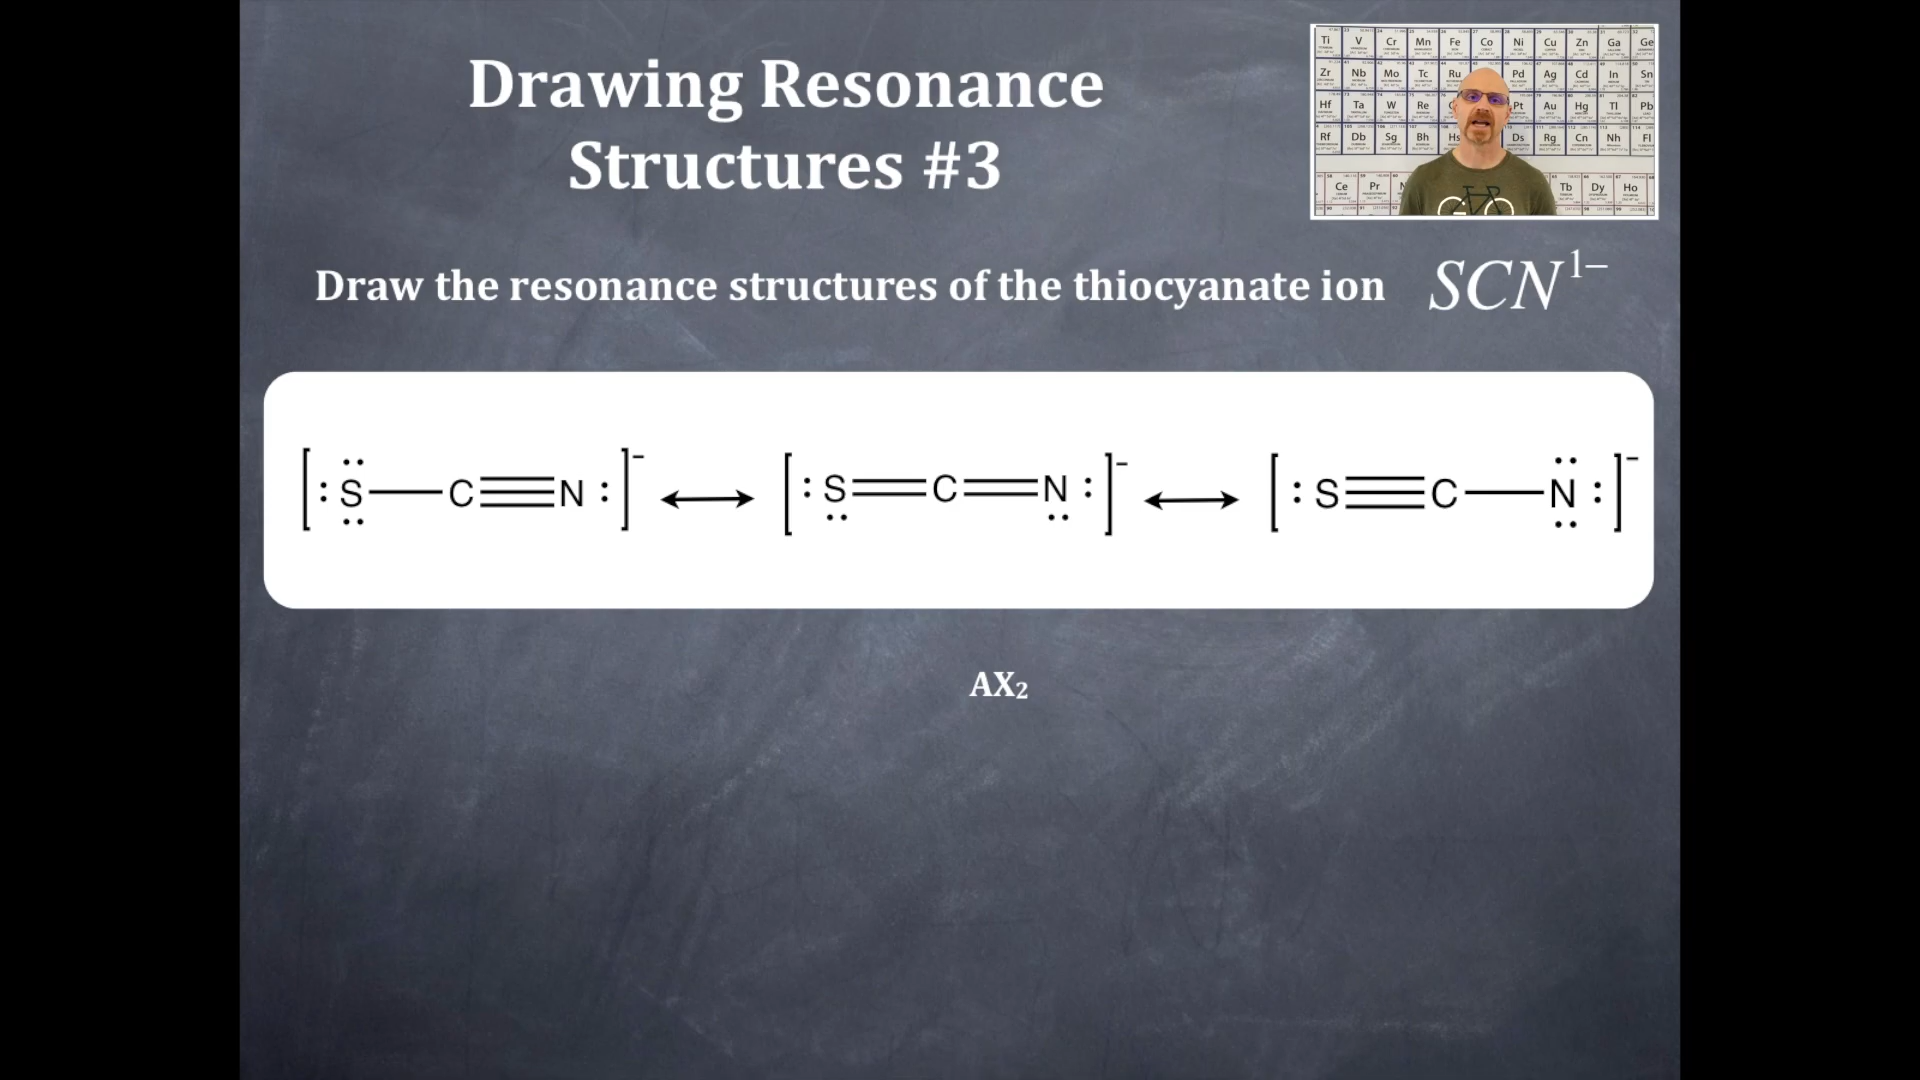 Drawing Resonance
Structures #3
Ti V Cr Mn Fe Co Ni Cu Zn Ga Ge
Zr Nb Mo Tc Ru Pd Ag Cd In Sn
Hf Ta W Re Pt Au Hg Tl Pb
Rf Db Sg Bh Hs Ds Rg Cn Nh Fl
Ce Pr Tb Dy Ho
Draw the resonance structures of the thiocyanate ion SCN¹⁻
[:S̤̈—C≡N:]⁻ ↔ [:S̤=C=N̤:]⁻ ↔ [:S≡C—N̤̈:]⁻
AX₂